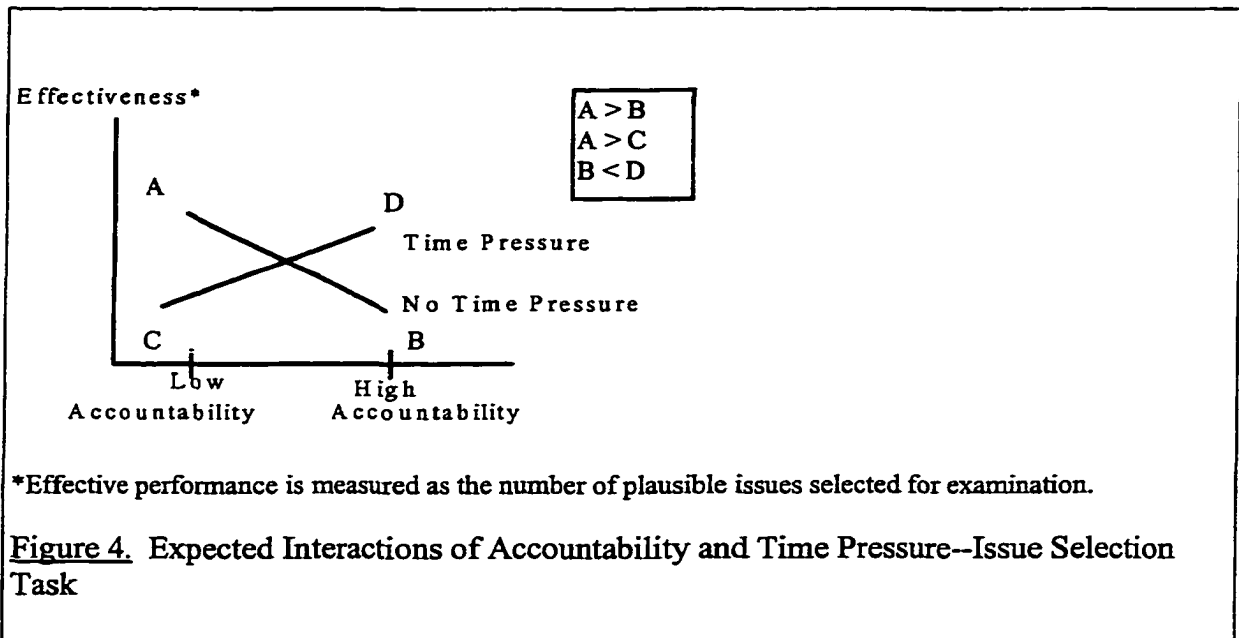 Effectiveness*
A > B
A > C
B < D
A
D
Time Pressure
No Time Pressure
C
B
Low
Accountability
High
Accountability
*Effective performance is measured as the number of plausible issues selected for examination.
Figure 4. Expected Interactions of Accountability and Time Pressure--Issue Selection
Task